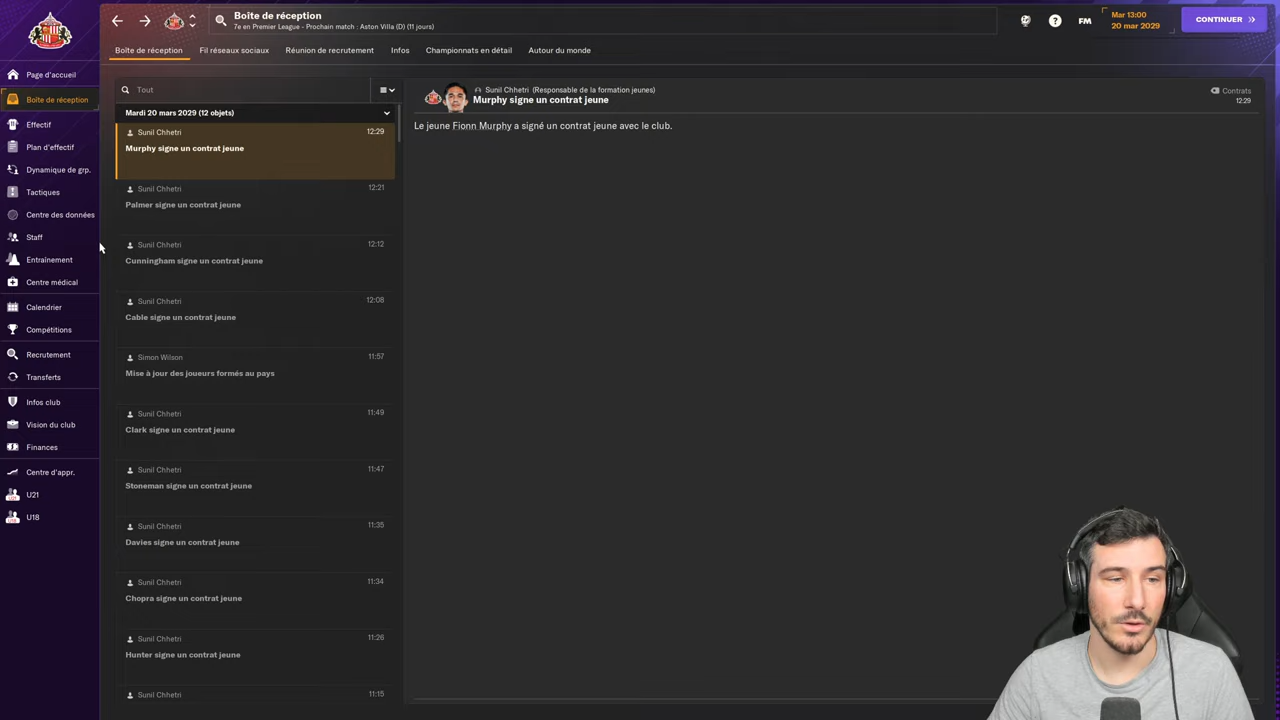 Boîte de réception
7e en Premier League - Prochain match : Aston Villa (D) (11 jours)
FM
Mar 13:00
20 mar 2029
CONTINUER
Boîte de réception
Fil réseaux sociaux
Réunion de recrutement
Infos
Championnats en détail
Autour du monde
Page d'accueil
Boîte de réception
Effectif
Plan d'effectif
Dynamique de grp.
Tactiques
Centre des données
Staff
Entraînement
Centre médical
Calendrier
Compétitions
Recrutement
Transferts
Infos club
Vision du club
Finances
Centre d'appr.
U21
U18
Tout
Mardi 20 mars 2029 (12 objets)
Sunil Chhetri 12:29
Murphy signe un contrat jeune
Sunil Chhetri 12:21
Palmer signe un contrat jeune
Sunil Chhetri 12:12
Cunningham signe un contrat jeune
Sunil Chhetri 12:08
Cable signe un contrat jeune
Simon Wilson 11:57
Mise à jour des joueurs formés au pays
Sunil Chhetri 11:49
Clark signe un contrat jeune
Sunil Chhetri 11:47
Stoneman signe un contrat jeune
Sunil Chhetri 11:35
Davies signe un contrat jeune
Sunil Chhetri 11:34
Chopra signe un contrat jeune
Sunil Chhetri 11:26
Hunter signe un contrat jeune
Sunil Chhetri 11:15
Sunil Chhetri (Responsable de la formation jeunes)
Murphy signe un contrat jeune
Contrats
12:29
Le jeune Fionn Murphy a signé un contrat jeune avec le club.